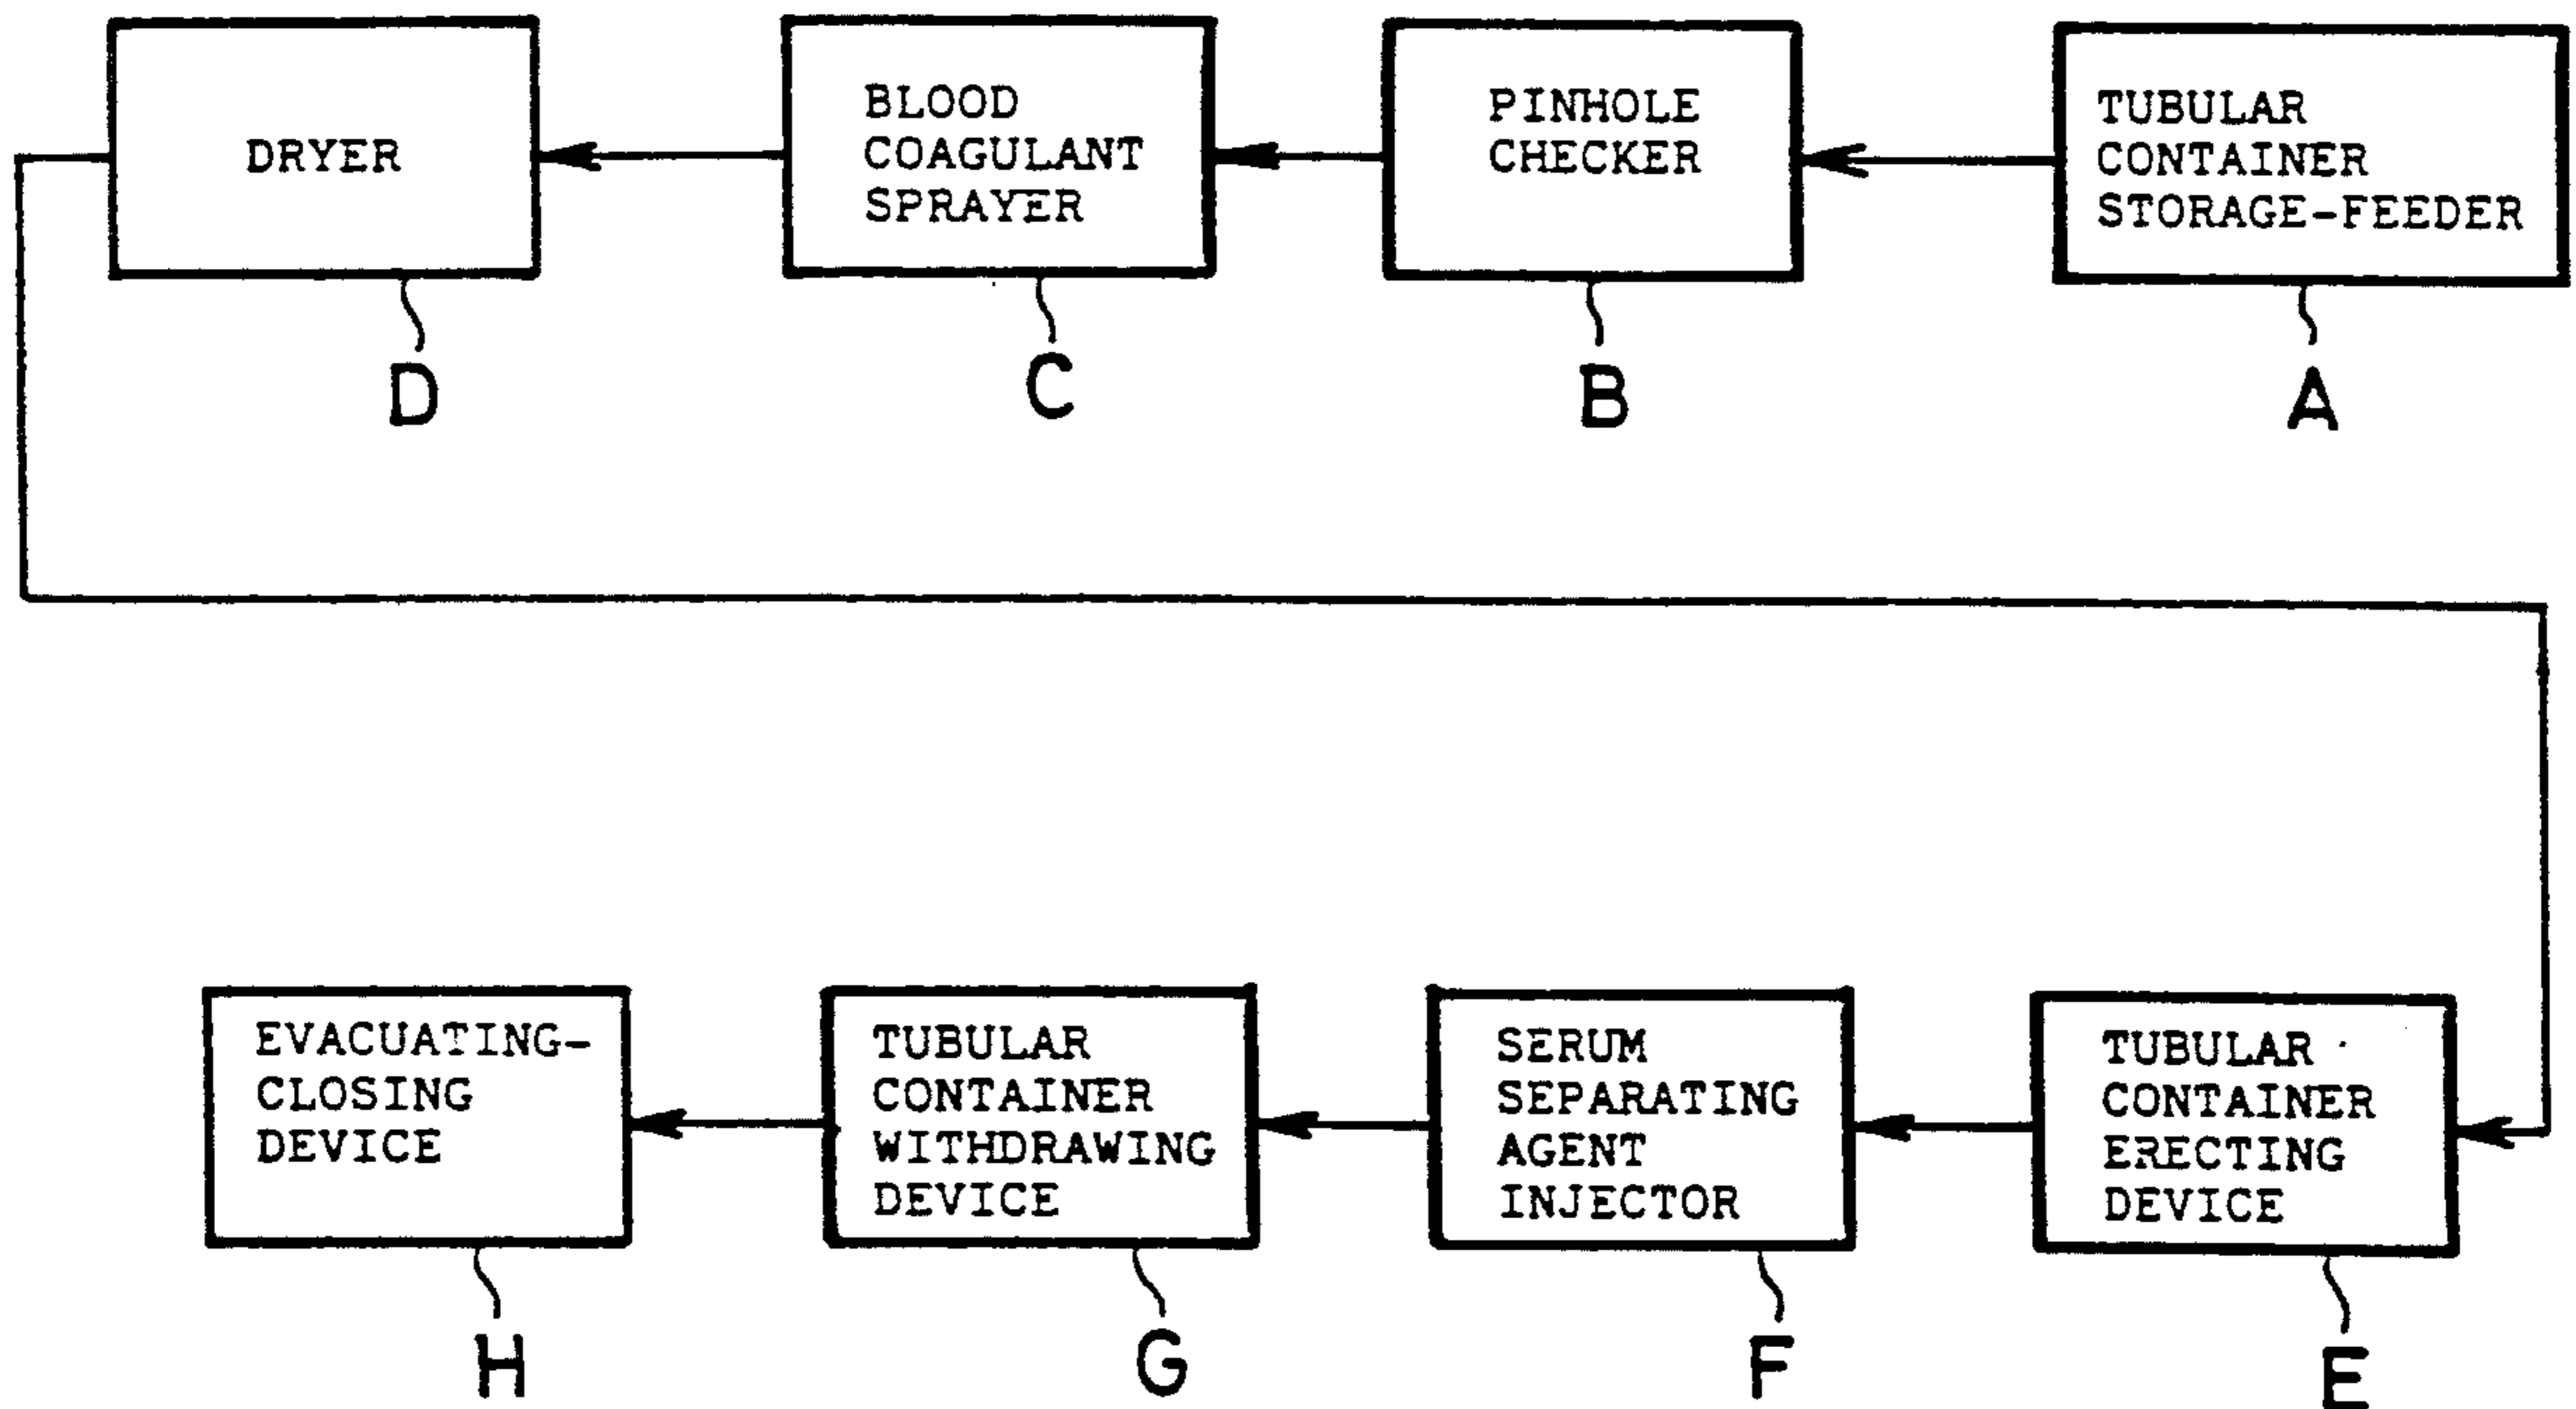 DRYER
D
BLOOD
COAGULANT
SPRAYER
C
PINHOLE
CHECKER
B
TUBULAR
CONTAINER
STORAGE-FEEDER
A
EVACUATING-
CLOSING
DEVICE
H
TUBULAR
CONTAINER
WITHDRAWING
DEVICE
G
SERUM
SEPARATING
AGENT
INJECTOR
F
TUBULAR
CONTAINER
ERECTING
DEVICE
E